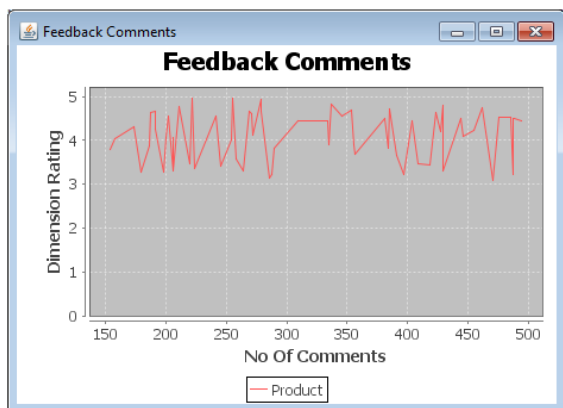 Feedback Comments
Feedback Comments
Dimension Rating
5
4
3
2
1
0
150 200 250 300 350 400 450 500
No Of Comments
Product